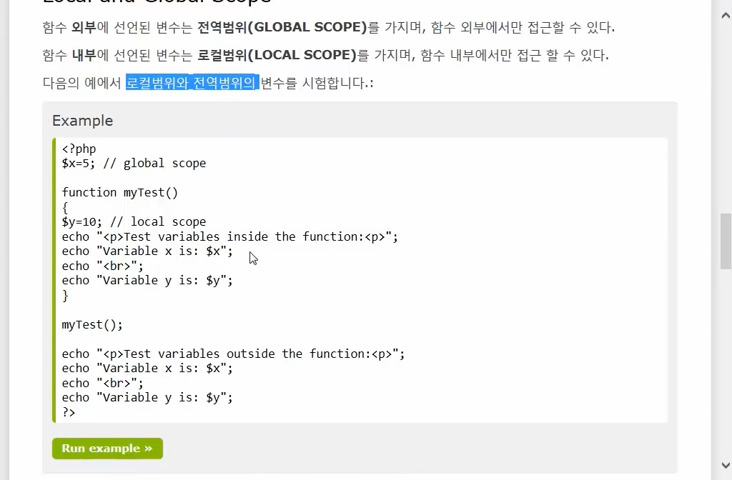 함수 외부에 선언된 변수는 전역범위(GLOBAL SCOPE)를 가지며, 함수 외부에서만 접근할 수 있다.
함수 내부에 선언된 변수는 로컬범위(LOCAL SCOPE)를 가지며, 함수 내부에서만 접근 할 수 있다.
다음의 예에서 로컬범위와 전역범위의 변수를 시험합니다.:
Example
<?php
$x=5; // global scope
function myTest()
{
$y=10; // local scope
echo "<p>Test variables inside the function:<p>";
echo "Variable x is: $x";
echo "<br>";
echo "Variable y is: $y";
}
myTest();
echo "<p>Test variables outside the function:<p>";
echo "Variable x is: $x";
echo "<br>";
echo "Variable y is: $y";
?>
Run example »